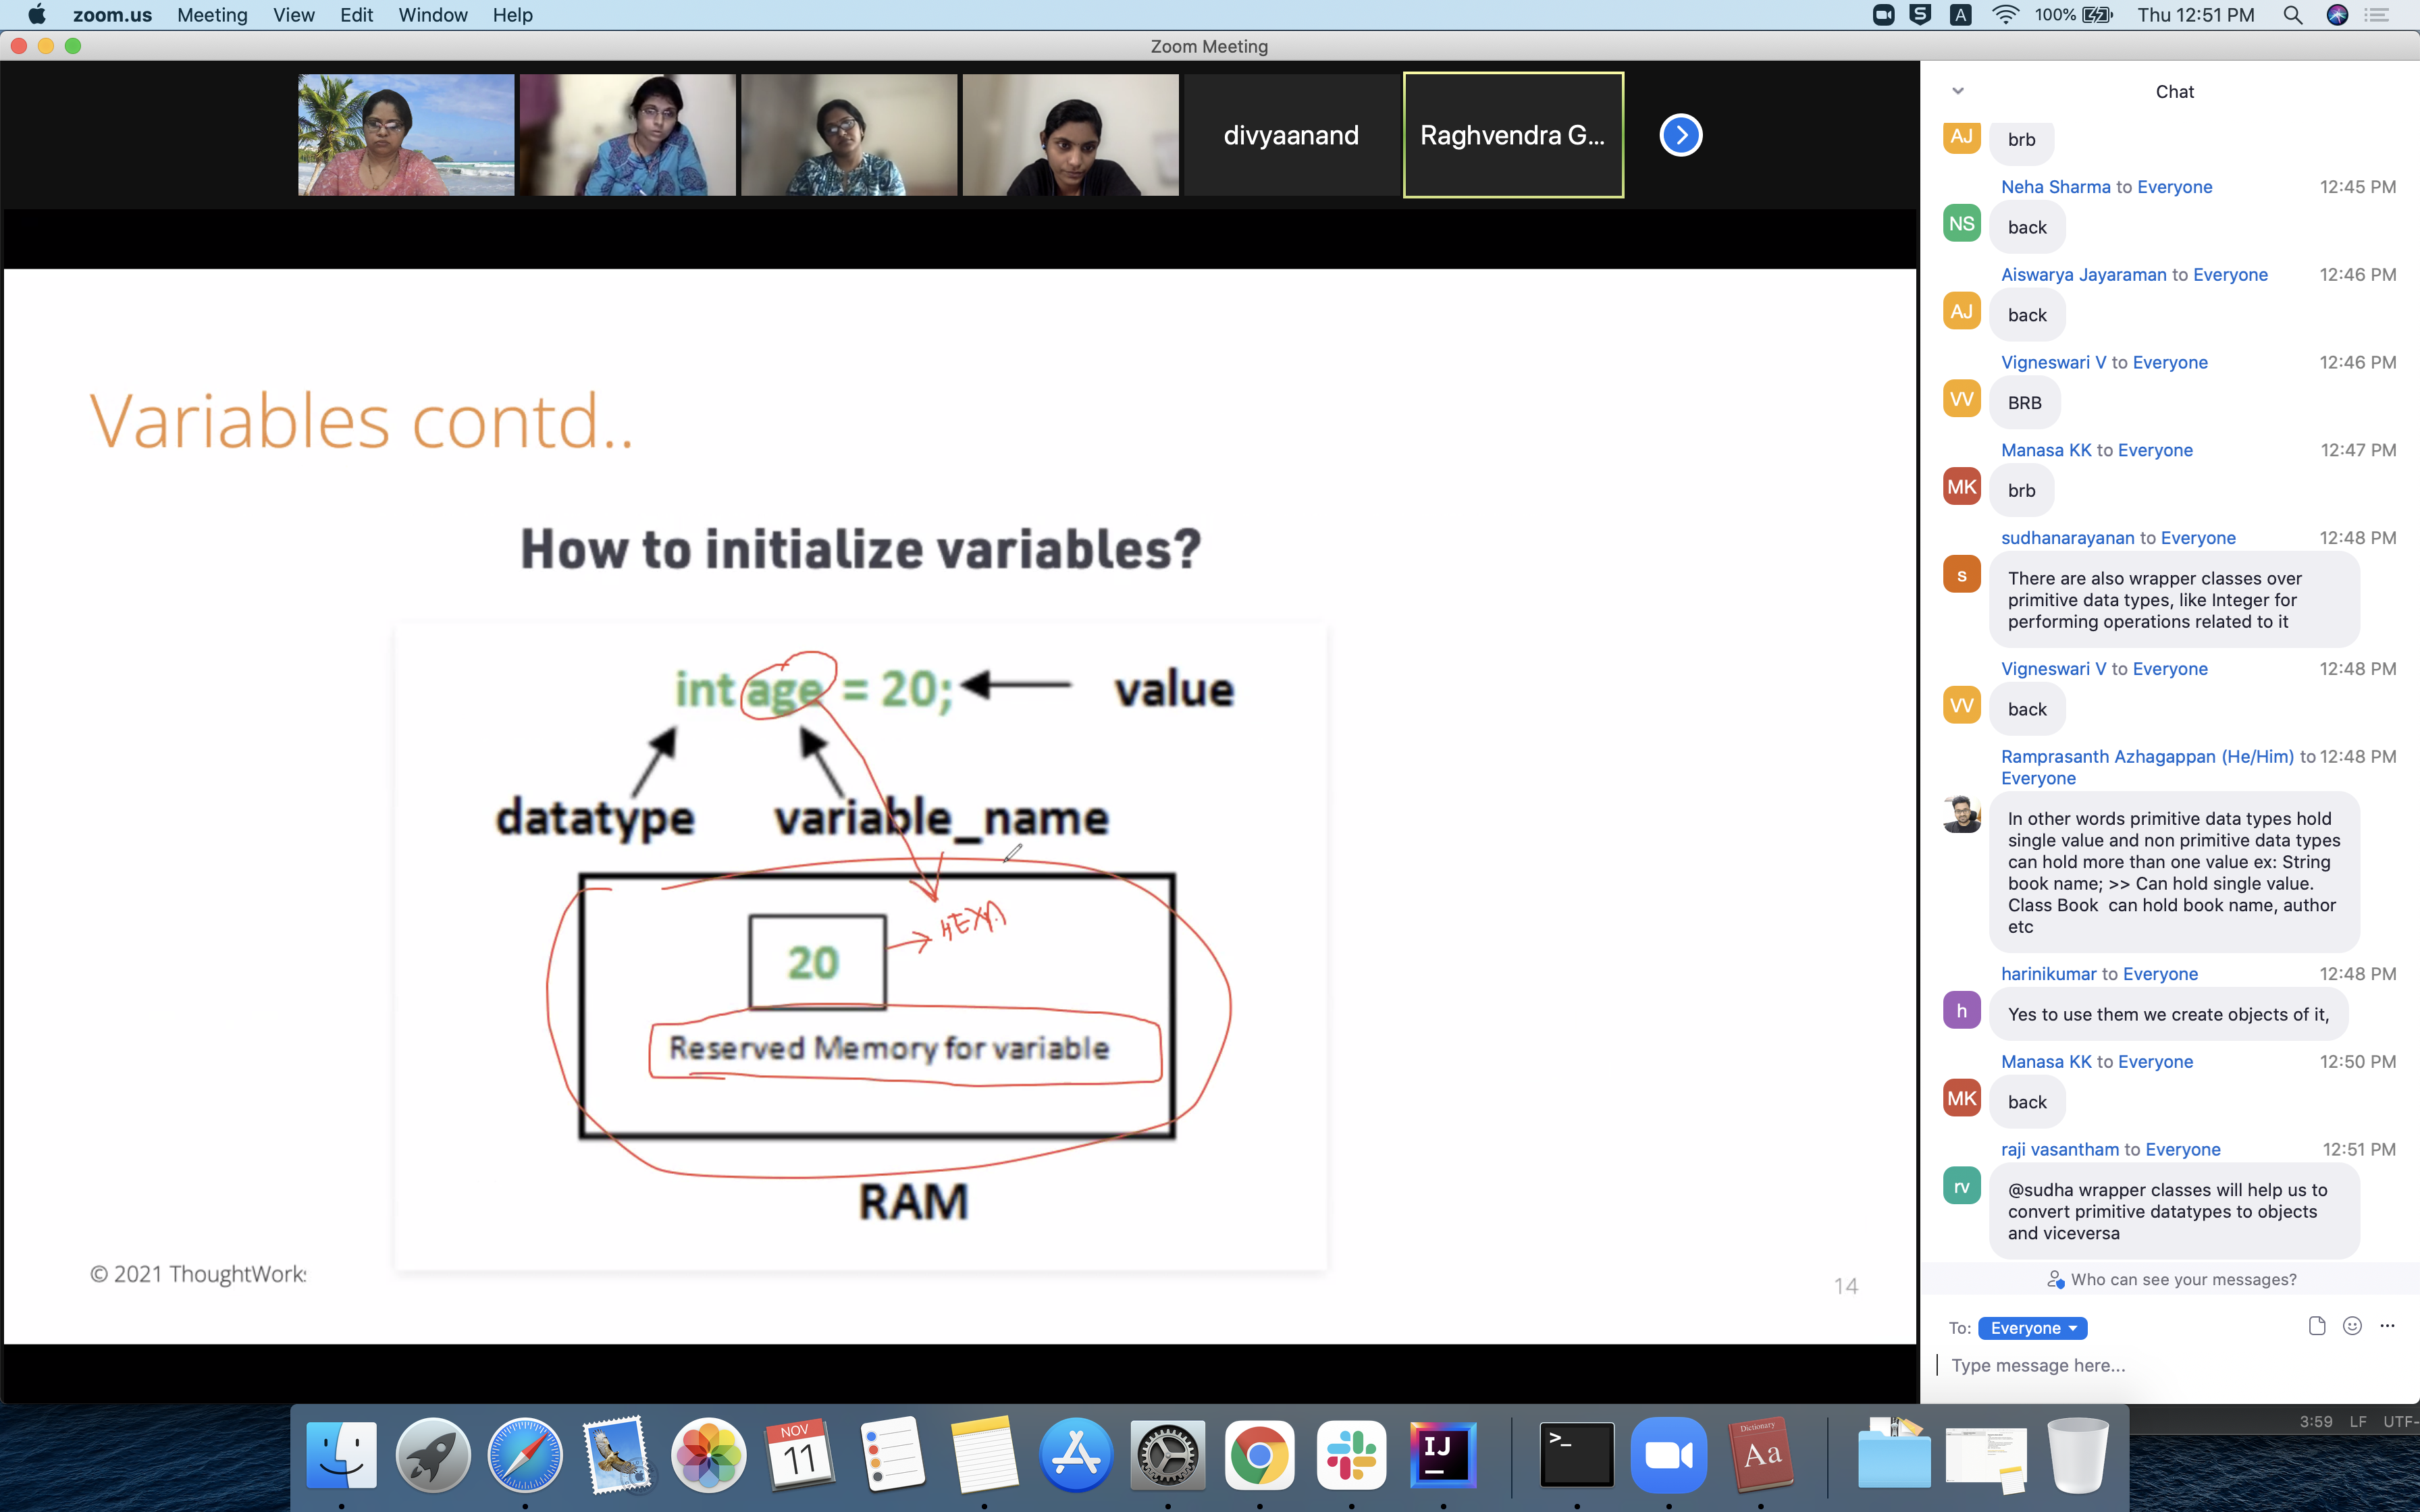 zoom.us Meeting View Edit Window Help
100% Thu 12:51 PM
Zoom Meeting
divyaanand
Raghvendra G...
Variables contd..
How to initialize variables?
int age = 20;
value
datatype
variable_name
20
Reserved Memory for variable
RAM
© 2021 ThoughtWork
14
Chat
AJ
brb
Neha Sharma to Everyone 12:45 PM
NS
back
Aiswarya Jayaraman to Everyone 12:46 PM
AJ
back
Vigneswari V to Everyone 12:46 PM
VV
BRB
Manasa KK to Everyone 12:47 PM
MK
brb
sudhanarayanan to Everyone 12:48 PM
s
There are also wrapper classes over
primitive data types, like Integer for
performing operations related to it
Vigneswari V to Everyone 12:48 PM
VV
back
Ramprasanth Azhagappan (He/Him) to 12:48 PM
Everyone
In other words primitive data types hold
single value and non primitive data types
can hold more than one value ex: String
book name; >> Can hold single value.
Class Book can hold book name, author
etc
harinikumar to Everyone 12:48 PM
h
Yes to use them we create objects of it,
Manasa KK to Everyone 12:50 PM
MK
back
raji vasantham to Everyone 12:51 PM
rv
@sudha wrapper classes will help us to
convert primitive datatypes to objects
and viceversa
Who can see your messages?
To: Everyone
Type message here...
3:59 LF UTF-
NOV
11
IJ
>_
Dictionary
Aa